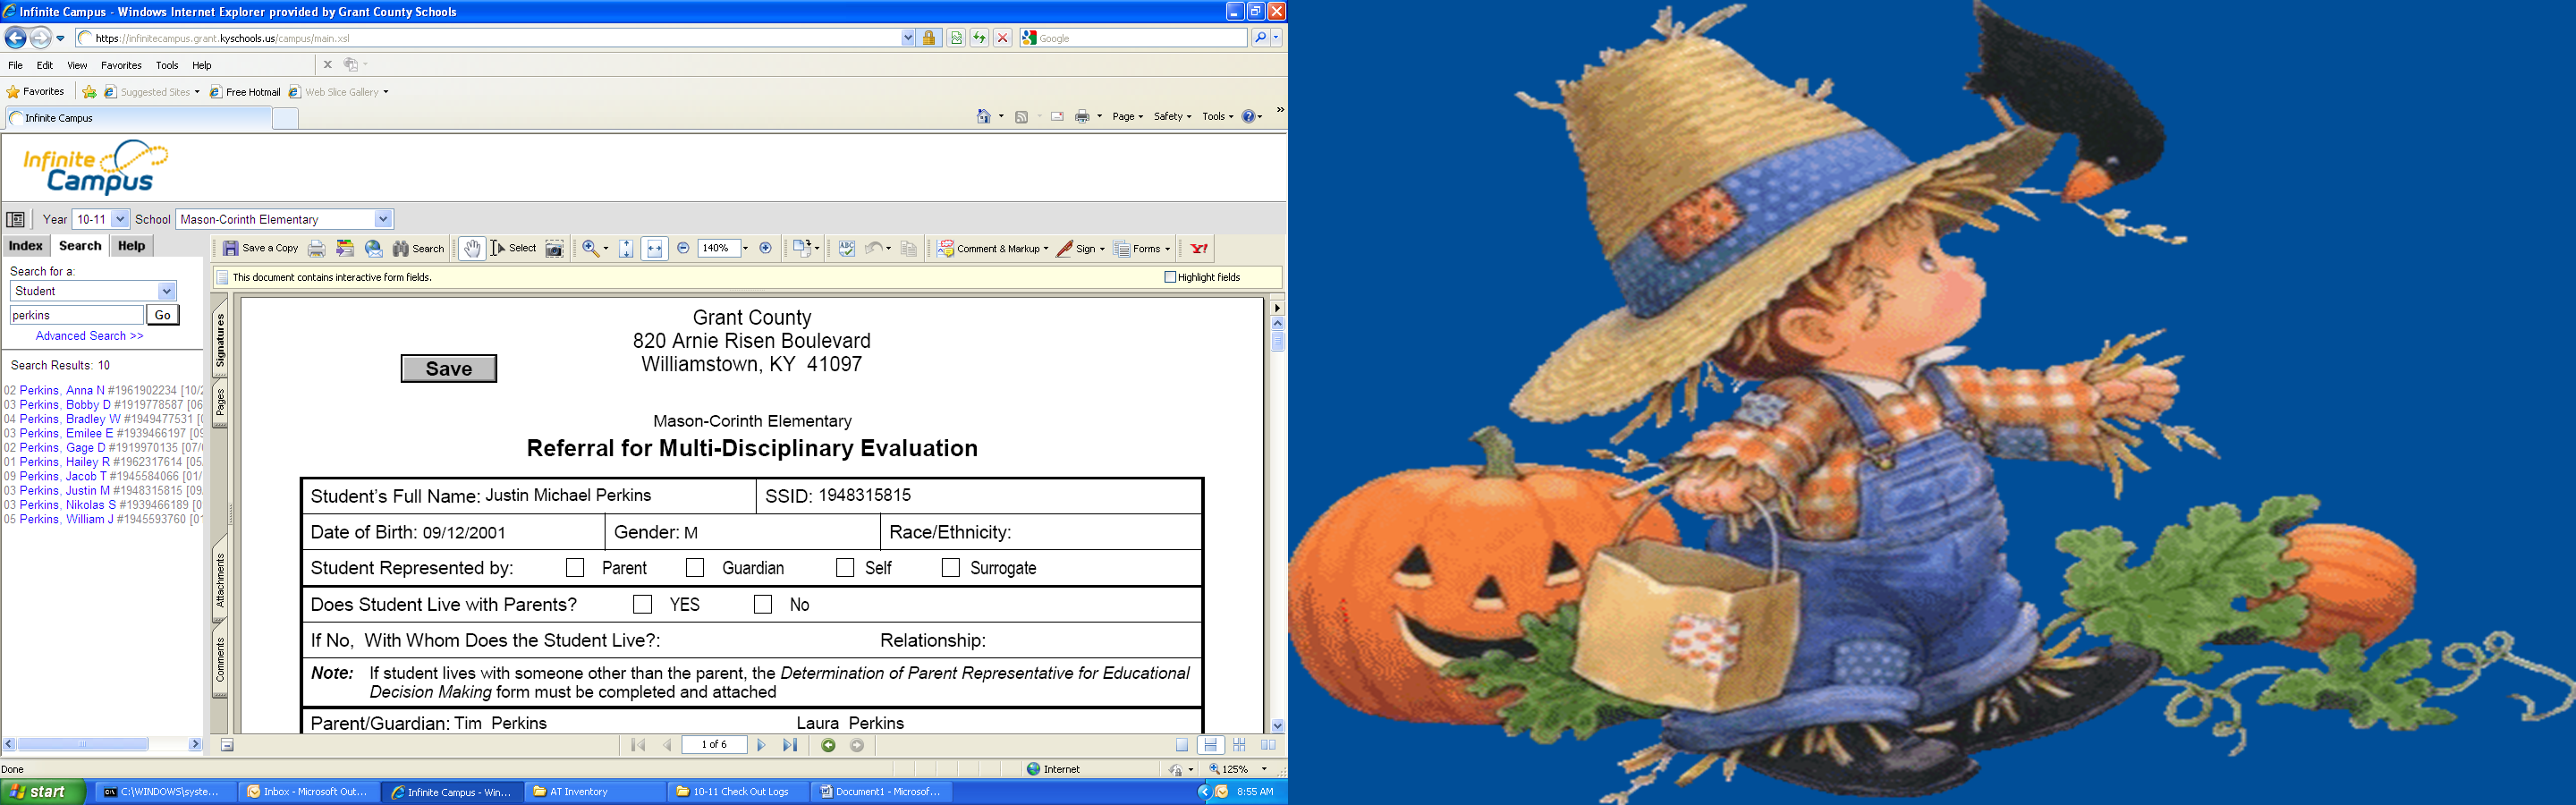 Infinite Campus - Windows Internet Explorer provided by Grant County Schools
https://infinitecampus.grant.kyschools.us/campus/main.xsl
Google
File Edit View Favorites Tools Help
Favorites Suggested Sites Free Hotmail Web Slice Gallery
Infinite Campus
Page Safety Tools
Infinite
Campus
Year 10-11 School Mason-Corinth Elementary
Index Search Help
Save a Copy Search Select 140% Comment & Markup Sign Forms Y!
Search for a:
Student
perkins Go
Advanced Search >>
Search Results: 10
02 Perkins, Anna N #1961902234 [10/2
03 Perkins, Bobby D #1919778587 [06
04 Perkins, Bradley W #1949477531 [
03 Perkins, Emilee E #1939466197 [09
02 Perkins, Gage D #1919970135 [07/
01 Perkins, Hailey R #1962317614 [05
09 Perkins, Jacob T #1945584066 [01/
03 Perkins, Justin M #1948315815 [09
03 Perkins, Nikolas S #1939466189 [0
05 Perkins, William J #1945593760 [01
This document contains interactive form fields. Highlight fields
Signatures
Pages
Attachments
Comments
Grant County
820 Arnie Risen Boulevard
Williamstown, KY 41097
Save
Mason-Corinth Elementary
Referral for Multi-Disciplinary Evaluation
Student's Full Name: Justin Michael Perkins SSID: 1948315815
Date of Birth: 09/12/2001 Gender: M Race/Ethnicity:
Student Represented by: Parent Guardian Self Surrogate
Does Student Live with Parents? YES No
If No, With Whom Does the Student Live?: Relationship:
Note: If student lives with someone other than the parent, the Determination of Parent Representative for Educational
Decision Making form must be completed and attached
Parent/Guardian: Tim Perkins Laura Perkins
1 of 6
Done Internet 125%
start C:\WINDOWS\syste... Inbox - Microsoft Out... Infinite Campus - Win... AT Inventory 10-11 Check Out Logs Document1 - Microsof... 8:55 AM